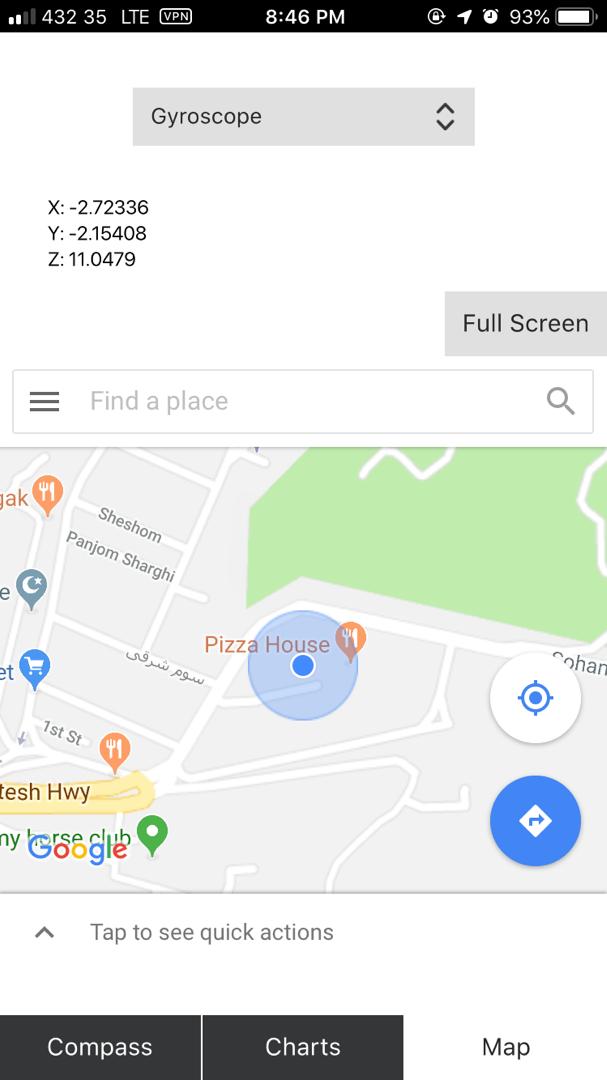 432 35 LTE VPN 8:46 PM 93%
Gyroscope
X: -2.72336
Y: -2.15408
Z: 11.0479
Full Screen
Find a place
gak
Sheshom
Panjom Sharghi
e
Pizza House
سوم شرقی
Sohan
et
1st St
tesh Hwy
my horse club
Google
Tap to see quick actions
Compass Charts Map